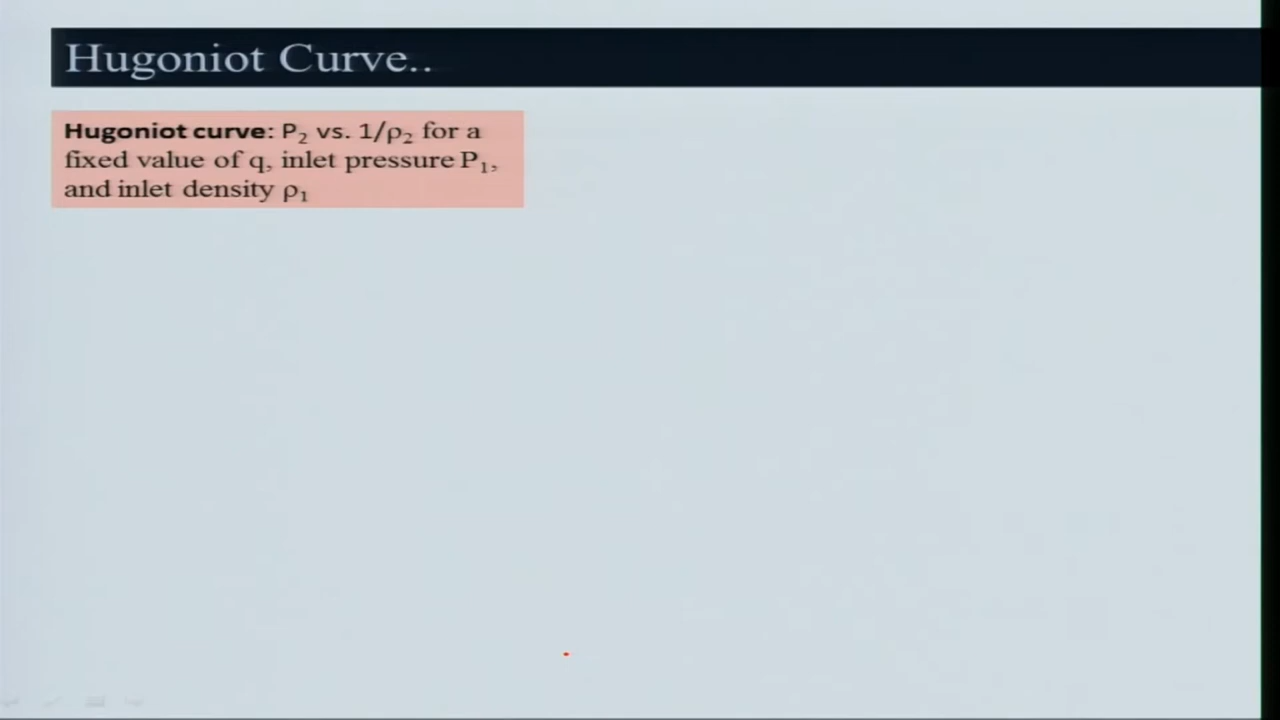 Hugoniot Curve..
Hugoniot curve: P₂ vs. 1/ρ₂ for a
fixed value of q, inlet pressure P₁,
and inlet density ρ₁